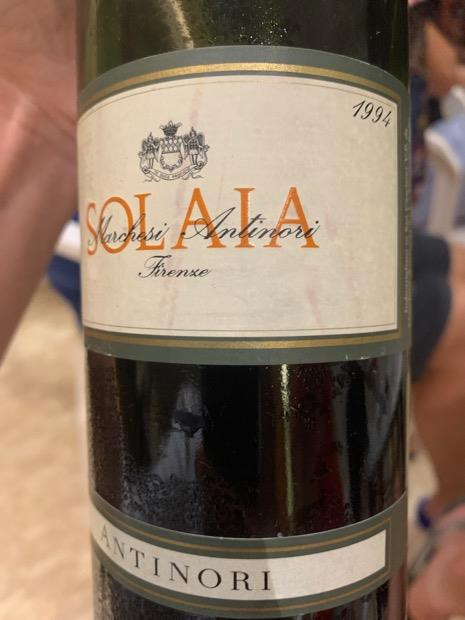 1994
SOLAIA
Marchesi Antinori
Firenze
ANTINORI